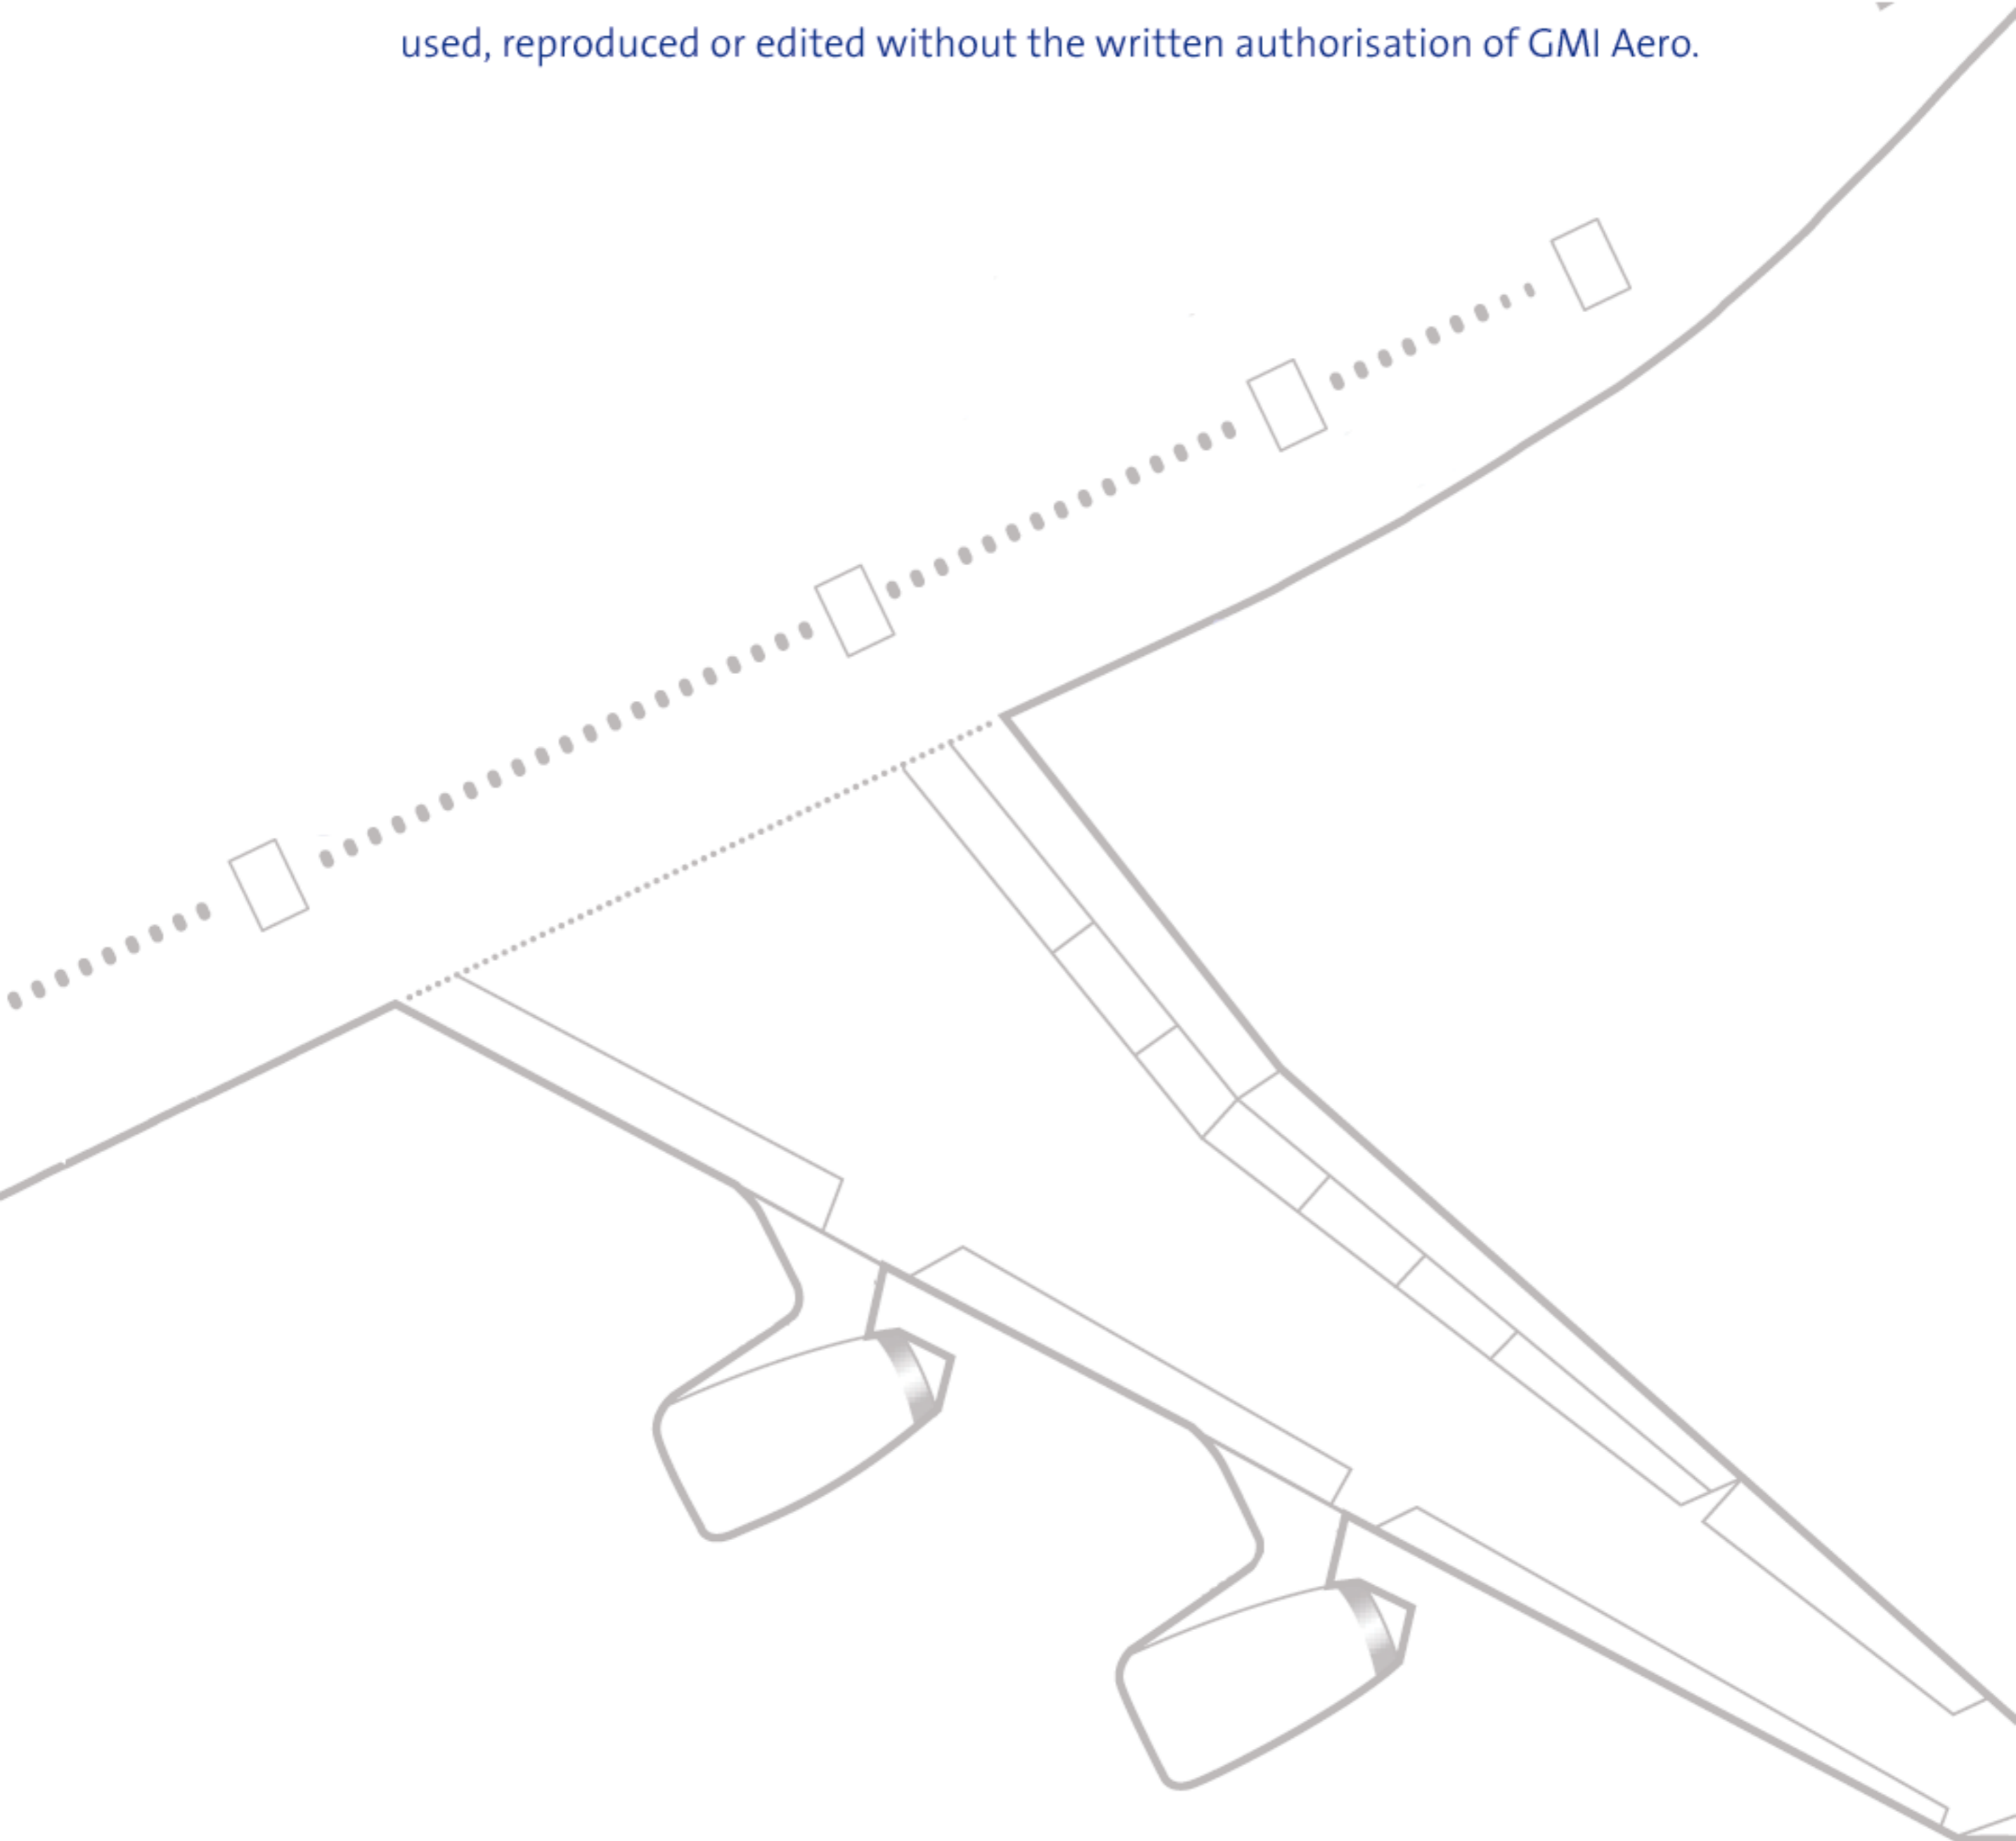 used, reproduced or edited without the written authorisation of GMI Aero.